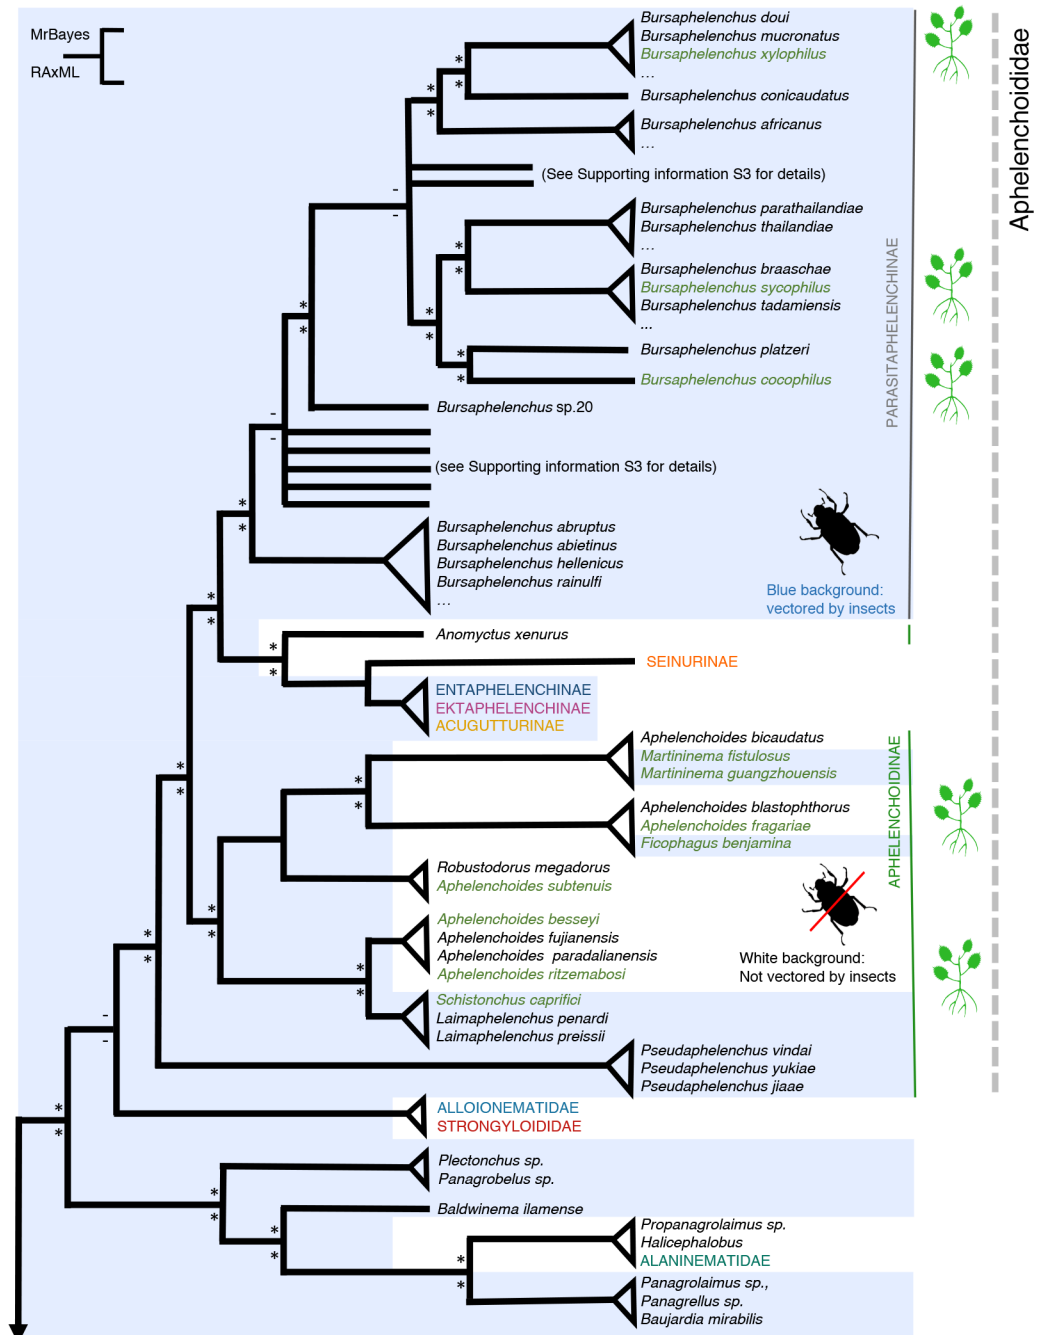 MrBayes
RAxML
Bursaphelenchus doui
Bursaphelenchus mucronatus
Bursaphelenchus xylophilus
...
Bursaphelenchus conicaudatus
Bursaphelenchus africanus
...
(See Supporting information S3 for details)
Bursaphelenchus parathailandiae
Bursaphelenchus thailandiae
...
Bursaphelenchus braaschae
Bursaphelenchus sycophilus
Bursaphelenchus tadamiensis
...
Bursaphelenchus platzeri
Bursaphelenchus cocophilus
Bursaphelenchus sp.20
(see Supporting information S3 for details)
Bursaphelenchus abruptus
Bursaphelenchus abietinus
Bursaphelenchus hellenicus
Bursaphelenchus rainulfi
...
PARASITAPHELENCHINAE
Aphelenchoididae
Blue background:
vectored by insects
Anomyctus xenurus
SEINURINAE
ENTAPHELENCHINAE
EKTAPHELENCHINAE
ACUGUTTURINAE
Aphelenchoides bicaudatus
Martininema fistulosus
Martininema guangzhouensis
Aphelenchoides blastophthorus
Aphelenchoides fragariae
Ficophagus benjamina
APHELENCHOIDINAE
Robustodorus megadorus
Aphelenchoides subtenuis
Aphelenchoides besseyi
Aphelenchoides fujianensis
Aphelenchoides paradalianensis
Aphelenchoides ritzemabosi
White background:
Not vectored by insects
Schistonchus caprifici
Laimaphelenchus penardi
Laimaphelenchus preissii
Pseudaphelenchus vindai
Pseudaphelenchus yukiae
Pseudaphelenchus jiaae
ALLOIONEMATIDAE
STRONGYLOIDIDAE
Plectonchus sp.
Panagrobelus sp.
Baldwinema ilamense
Propanagrolaimus sp.
Halicephalobus
ALANINEMATIDAE
Panagrolaimus sp.,
Panagrellus sp.
Baujardia mirabilis